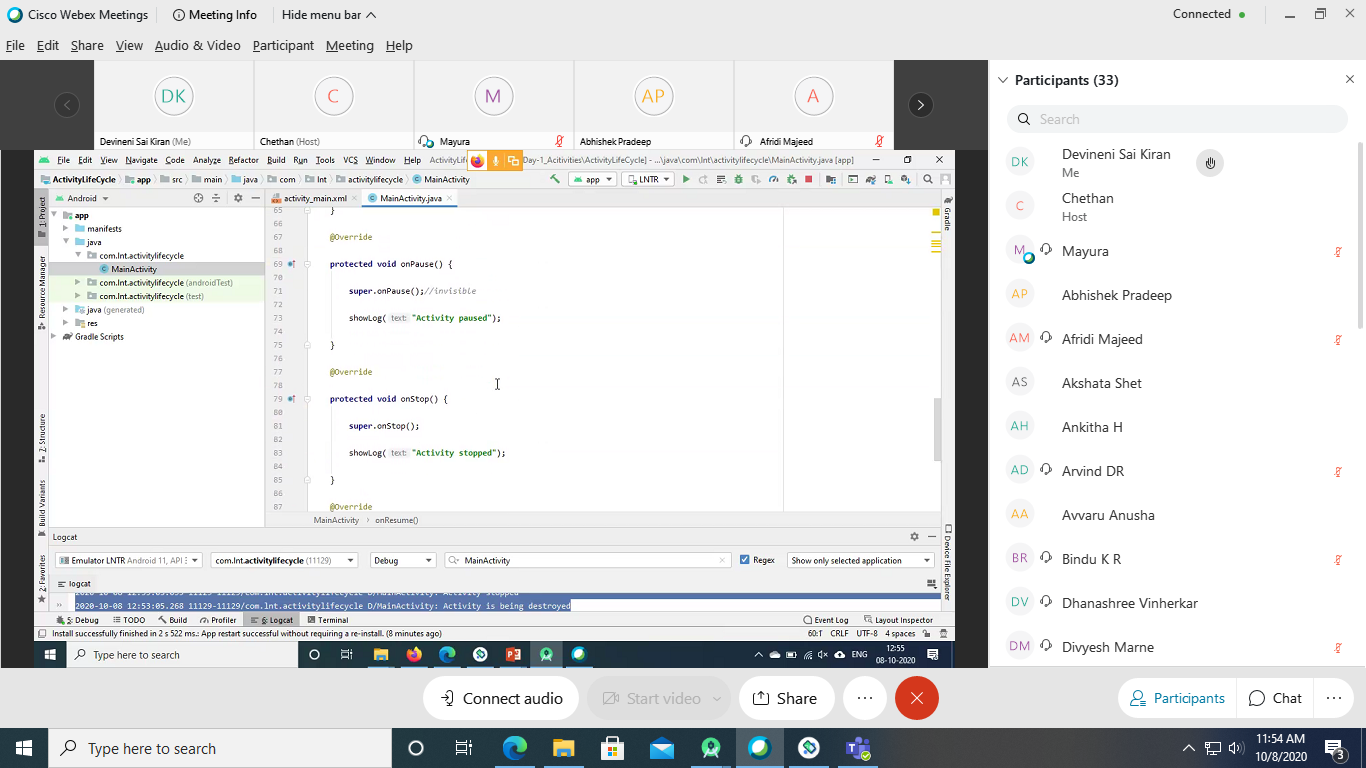 Cisco Webex Meetings
Meeting Info
Hide menu bar
Connected
File Edit Share View Audio & Video Participant Meeting Help
DK
C
M
AP
A
Devineni Sai Kiran (Me)
Chethan (Host)
Mayura
Abhishek Pradeep
Afridi Majeed
File Edit View Navigate Code Analyze Refactor Build Run Tools VCS Window Help
ActivityLif
Day-1_Acitivities\ActivityLifeCycle] - ...\java\com\lnt\activitylifecycle\MainActivity.java [app]
ActivityLifeCycle app src main java com lnt activitylifecycle MainActivity
app
LNTR
Android
activity_main.xml
MainActivity.java
1: Project
Resource Manager
Z: Structure
Build Variants
2: Favorites
Gradle
Device File Explorer
app
manifests
java
com.lnt.activitylifecycle
MainActivity
com.lnt.activitylifecycle (androidTest)
com.lnt.activitylifecycle (test)
java (generated)
res
Gradle Scripts
65 }
66
67 @Override
68
69 protected void onPause() {
70
71 super.onPause();//invisible
72
73 showLog( text: "Activity paused");
74
75 }
76
77 @Override
78
79 protected void onStop() {
80
81 super.onStop();
82
83 showLog( text: "Activity stopped");
84
85 }
86
87 @Override
MainActivity › onResume()
Logcat
Emulator LNTR Android 11, API
com.lnt.activitylifecycle (11129)
Debug
MainActivity
Regex
Show only selected application
logcat
2020-10-08 12:53:05.268 11129-11129/com.lnt.activitylifecycle D/MainActivity: Activity is being destroyed
5: Debug TODO Build Profiler 6: Logcat Terminal
Event Log Layout Inspector
Install successfully finished in 2 s 522 ms.: App restart successful without requiring a re-install. (8 minutes ago)
60:1 CRLF UTF-8 4 spaces
Type here to search
ENG
12:55
08-10-2020
Participants (33)
Search
DK Devineni Sai Kiran
Me
C Chethan
Host
M Mayura
AP Abhishek Pradeep
AM Afridi Majeed
AS Akshata Shet
AH Ankitha H
AD Arvind DR
AA Avvaru Anusha
BR Bindu K R
DV Dhanashree Vinherkar
DM Divyesh Marne
Connect audio
Start video
Share
Participants
Chat
Type here to search
11:54 AM
10/8/2020
3